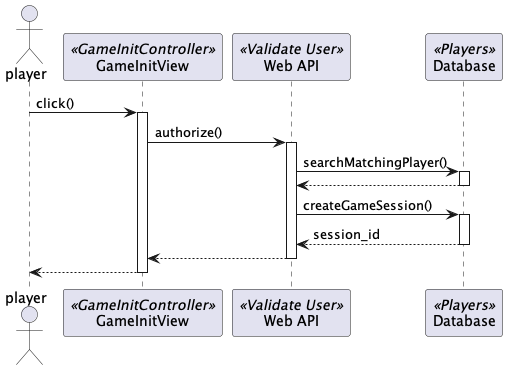 player
«GameInitController»
GameInitView
«Validate User»
Web API
«Players»
Database
click()
authorize()
searchMatchingPlayer()
createGameSession()
session_id
player
«GameInitController»
GameInitView
«Validate User»
Web API
«Players»
Database